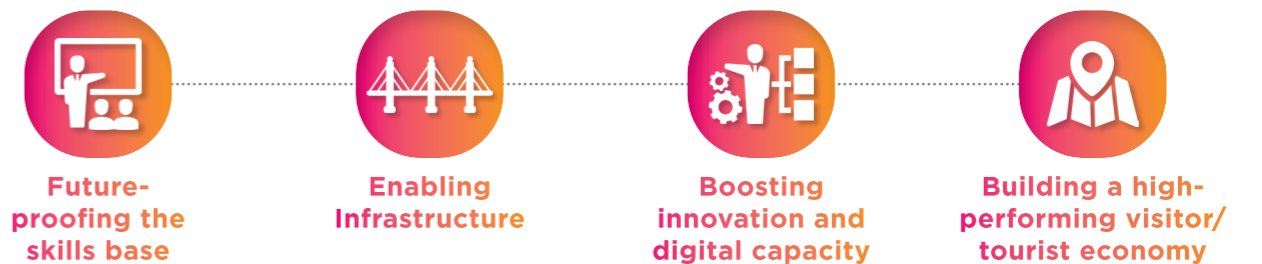 Future-
proofing the
skills base
Enabling
Infrastructure
Boosting
innovation and
digital capacity
Building a high-
performing visitor/
tourist economy